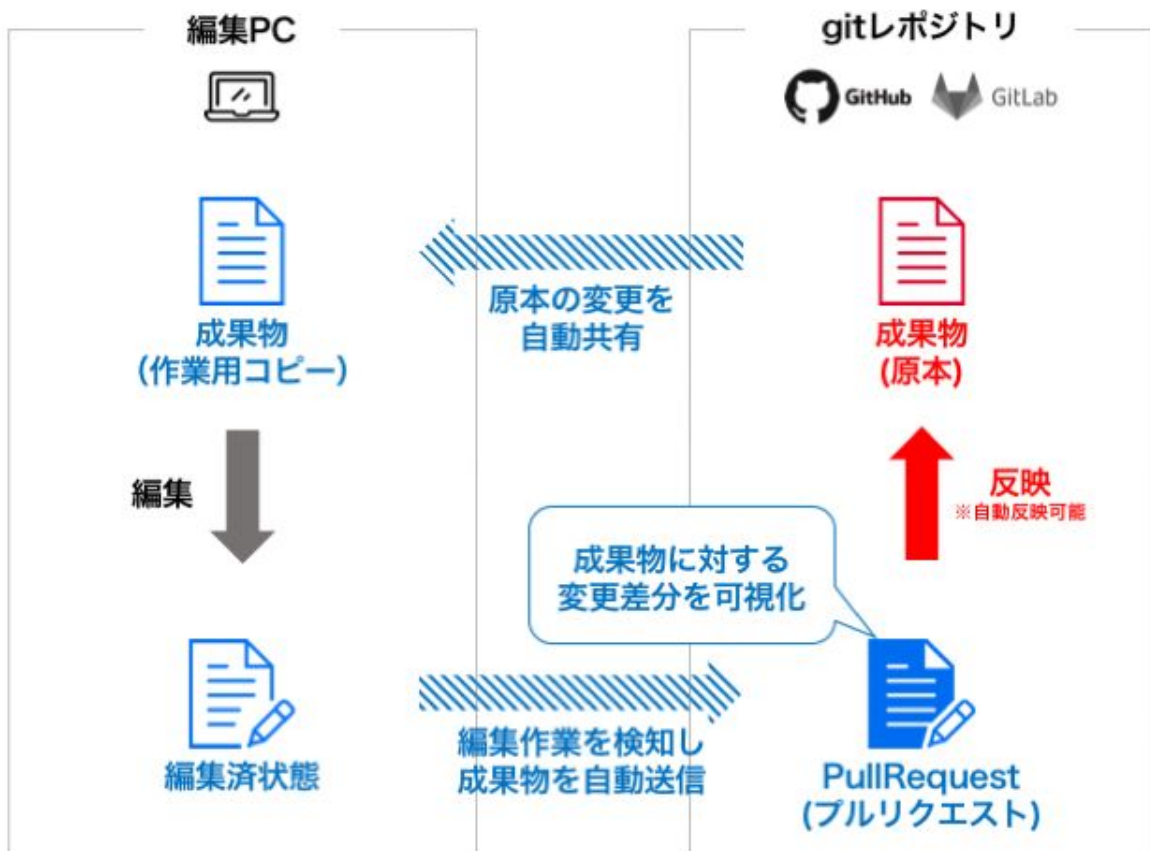 編集PC
gitレポジトリ
GitHub
GitLab
成果物
（作業用コピー）
原本の変更を
自動共有
成果物
(原本)
編集
反映
※自動反映可能
成果物に対する
変更差分を可視化
編集済状態
編集作業を検知し
成果物を自動送信
PullRequest
(プルリクエスト)